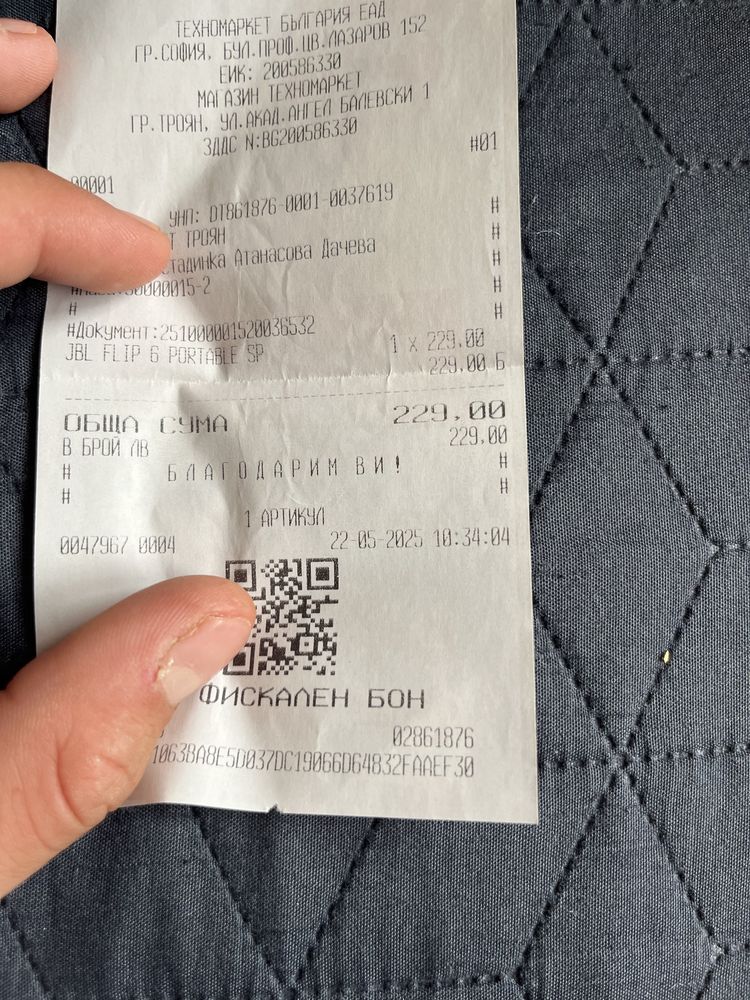 ТЕХНОМАРКЕТ БЪЛГАРИЯ ЕАД
ГР.СОФИЯ, БУЛ.ПРОФ.ЦВ.ЛАЗАРОВ 152
ЕИК: 200586330
МАГАЗИН ТЕХНОМАРКЕТ
ГР.ТРОЯН, УЛ.АКАД.АНГЕЛ БАЛЕВСКИ 1
ЗДДС N:BG200586330
#01
00001
УНП: DT861876-0001-0037619
# Т ТРОЯН #
Атанасова Дачева #
0000015-2 #
# #
#Документ:251000001520036532
1 x 229.00
JBL FLIP 6 PORTABLE SP 229.00 Б
ОБЩА СУМА 229,00
В БРОЙ ЛВ 229.00
# БЛАГОДАРИМ ВИ! #
# #
1 АРТИКУЛ
0047967 0004 22-05-2025 10:34:04
ФИСКАЛЕН БОН
02861876
1063BA8E5D037DC19066D64832FAAEF30